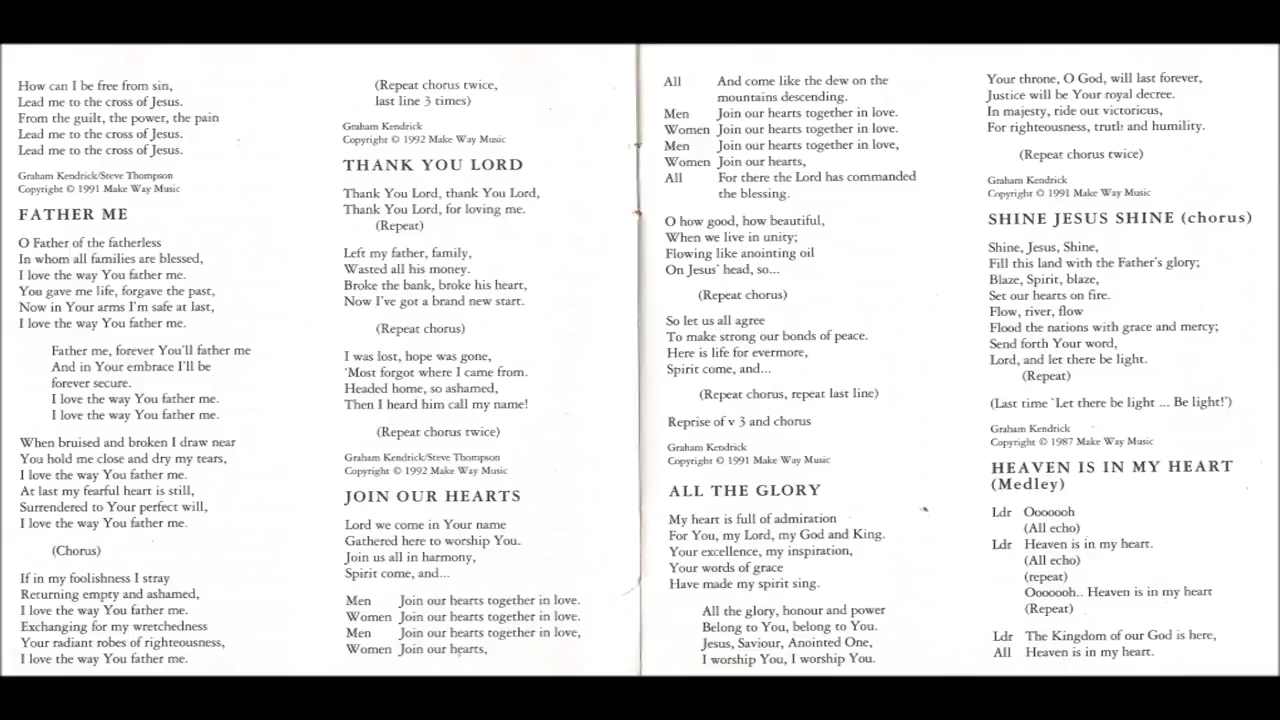 How can I be free from sin,
Lead me to the cross of Jesus.
From the guilt, the power, the pain
Lead me to the cross of Jesus.
Lead me to the cross of Jesus.
Graham Kendrick/Steve Thompson
Copyright © 1991 Make Way Music
FATHER ME
O Father of the fatherless
In whom all families are blessed,
I love the way You father me.
You gave me life, forgave the past,
Now in Your arms I'm safe at last,
I love the way You father me.
Father me, forever You'll father me
And in Your embrace I'll be
forever secure.
I love the way You father me.
I love the way You father me.
When bruised and broken I draw near
You hold me close and dry my tears,
I love the way You father me.
At last my fearful heart is still,
Surrendered to Your perfect will,
I love the way You father me.
(Chorus)
If in my foolishness I stray
Returning empty and ashamed,
I love the way You father me.
Exchanging for my wretchedness
Your radiant robes of righteousness,
I love the way You father me.
(Repeat chorus twice,
last line 3 times)
Graham Kendrick
Copyright © 1992 Make Way Music
THANK YOU LORD
Thank You Lord, thank You Lord,
Thank You Lord, for loving me.
(Repeat)
Left my father, family,
Wasted all his money.
Broke the bank, broke his heart,
Now I've got a brand new start.
(Repeat chorus)
I was lost, hope was gone,
'Most forgot where I came from.
Headed home, so ashamed,
Then I heard him call my name!
(Repeat chorus twice)
Graham Kendrick/Steve Thompson
Copyright © 1992 Make Way Music
JOIN OUR HEARTS
Lord we come in Your name
Gathered here to worship You.
Join us all in harmony,
Spirit come, and...
Men Join our hearts together in love.
Women Join our hearts together in love.
Men Join our hearts together in love,
Women Join our hearts,
All And come like the dew on the
mountains descending.
Men Join our hearts together in love.
Women Join our hearts together in love.
Men Join our hearts together in love,
Women Join our hearts,
All For there the Lord has commanded
the blessing.
O how good, how beautiful,
When we live in unity;
Flowing like anointing oil
On Jesus' head, so...
(Repeat chorus)
So let us all agree
To make strong our bonds of peace.
Here is life for evermore,
Spirit come, and...
(Repeat chorus, repeat last line)
Reprise of v 3 and chorus
Graham Kendrick
Copyright © 1991 Make Way Music
ALL THE GLORY
My heart is full of admiration
For You, my Lord, my God and King.
Your excellence, my inspiration,
Your words of grace
Have made my spirit sing.
All the glory, honour and power
Belong to You, belong to You.
Jesus, Saviour, Anointed One,
I worship You, I worship You.
Your throne, O God, will last forever,
Justice will be Your royal decree.
In majesty, ride out victorious,
For righteousness, truth and humility.
(Repeat chorus twice)
Graham Kendrick
Copyright © 1991 Make Way Music
SHINE JESUS SHINE (chorus)
Shine, Jesus, Shine,
Fill this land with the Father's glory;
Blaze, Spirit, blaze,
Set our hearts on fire.
Flow, river, flow
Flood the nations with grace and mercy;
Send forth Your word,
Lord, and let there be light.
(Repeat)
(Last time 'Let there be light ... Be light!')
Graham Kendrick
Copyright © 1987 Make Way Music
HEAVEN IS IN MY HEART
(Medley)
Ldr Ooooooh
(All echo)
Ldr Heaven is in my heart.
(All echo)
(repeat)
Ooooooh.. Heaven is in my heart
(Repeat)
Ldr The Kingdom of our God is here,
All Heaven is in my heart.